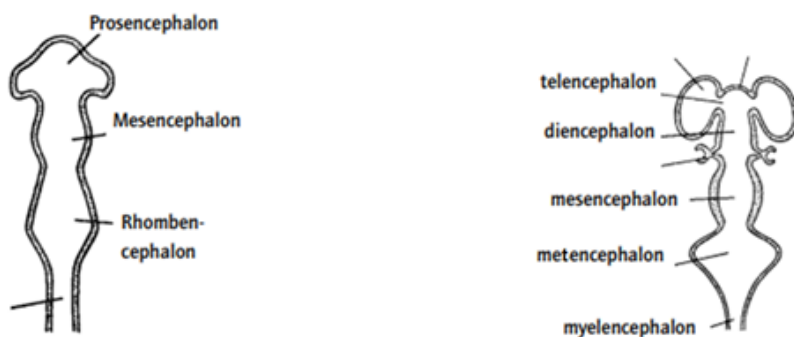 Prosencephalon
Mesencephalon
Rhomben-
cephalon
telencephalon
diencephalon
mesencephalon
metencephalon
myelencephalon